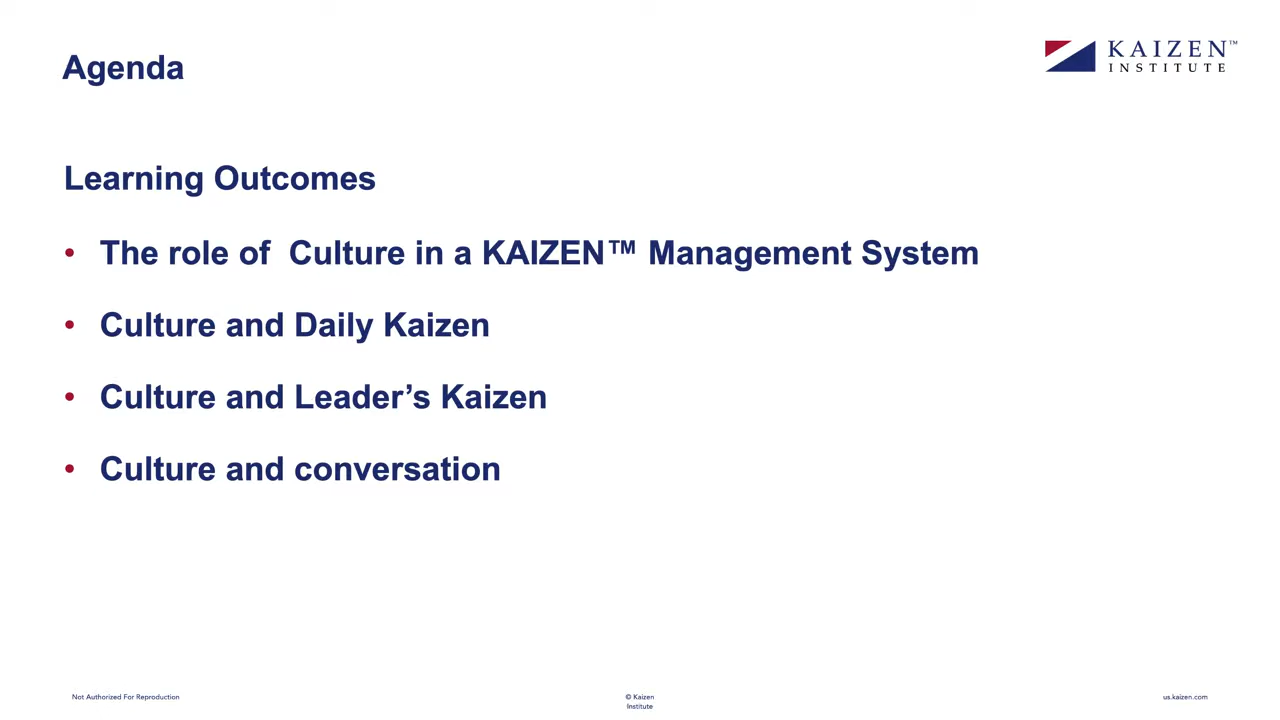 Agenda
KAIZEN™
INSTITUTE
Learning Outcomes
• The role of  Culture in a KAIZEN™ Management System
• Culture and Daily Kaizen
• Culture and Leader’s Kaizen
• Culture and conversation
Not Authorized For Reproduction
© Kaizen
Institute
us.kaizen.com